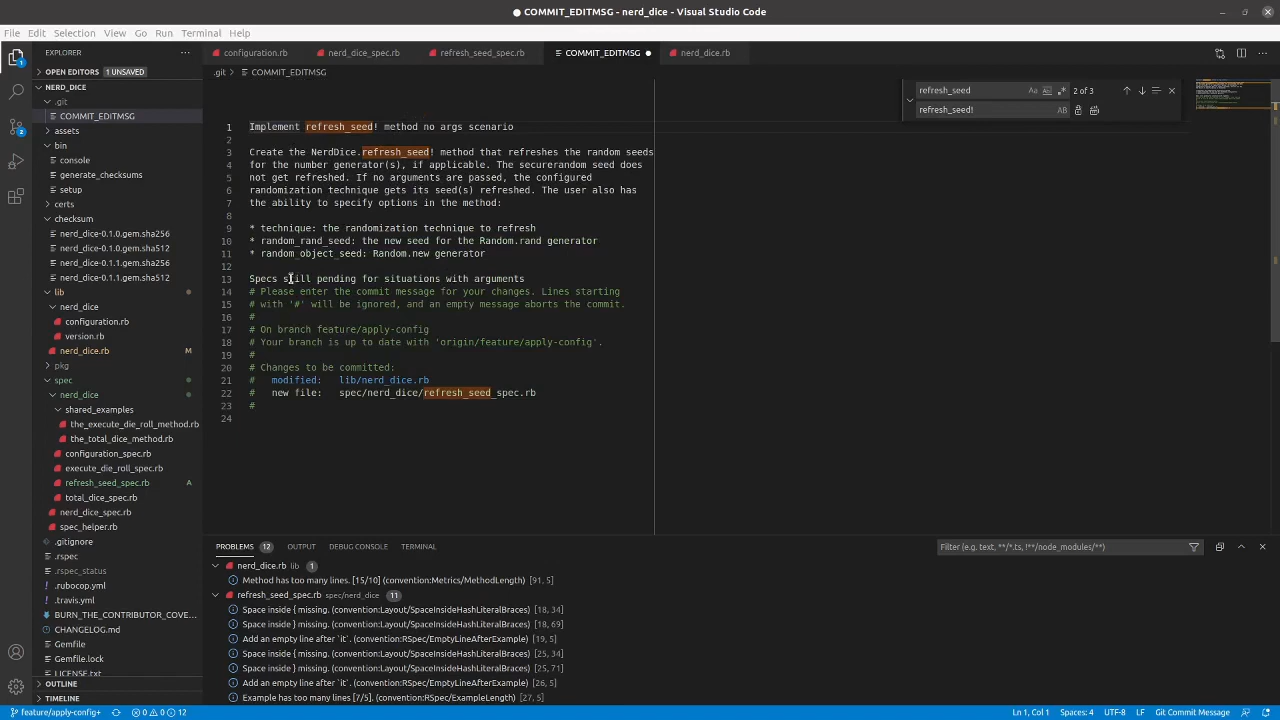 ● COMMIT_EDITMSG - nerd_dice - Visual Studio Code
File Edit Selection View Go Run Terminal Help
EXPLORER
configuration.rb
nerd_dice_spec.rb
refresh_seed_spec.rb
COMMIT_EDITMSG
nerd_dice.rb
OPEN EDITORS 1 UNSAVED
.git > COMMIT_EDITMSG
NERD_DICE
.git
COMMIT_EDITMSG
assets
bin
console
generate_checksums
setup
certs
checksum
nerd_dice-0.1.0.gem.sha256
nerd_dice-0.1.0.gem.sha512
nerd_dice-0.1.1.gem.sha256
nerd_dice-0.1.1.gem.sha512
lib
nerd_dice
configuration.rb
version.rb
nerd_dice.rb M
pkg
spec
nerd_dice
shared_examples
the_execute_die_roll_method.rb
the_total_dice_method.rb
configuration_spec.rb
execute_die_roll_spec.rb
refresh_seed_spec.rb A
total_dice_spec.rb
nerd_dice_spec.rb
spec_helper.rb
.gitignore
.rspec
.rspec_status
.rubocop.yml
.travis.yml
BURN_THE_CONTRIBUTOR_COVE...
CHANGELOG.md
Gemfile
Gemfile.lock
LICENSE.txt
OUTLINE
TIMELINE
refresh_seed
Aa Ab .* 2 of 3
refresh_seed!
AB
1 Implement refresh_seed! method no args scenario
2
3 Create the NerdDice.refresh_seed! method that refreshes the random seeds
4 for the number generator(s), if applicable. The securerandom seed does
5 not get refreshed. If no arguments are passed, the configured
6 randomization technique gets its seed(s) refreshed. The user also has
7 the ability to specify options in the method:
8
9 * technique: the randomization technique to refresh
10 * random_rand_seed: the new seed for the Random.rand generator
11 * random_object_seed: Random.new generator
12
13 Specs still pending for situations with arguments
14 # Please enter the commit message for your changes. Lines starting
15 # with '#' will be ignored, and an empty message aborts the commit.
16 #
17 # On branch feature/apply-config
18 # Your branch is up to date with 'origin/feature/apply-config'.
19 #
20 # Changes to be committed:
21 # modified: lib/nerd_dice.rb
22 # new file: spec/nerd_dice/refresh_seed_spec.rb
23 #
24
PROBLEMS 12 OUTPUT DEBUG CONSOLE TERMINAL
Filter (e.g. text, **/*.ts, !**/node_modules/**)
nerd_dice.rb lib 1
Method has too many lines. [15/10] (convention:Metrics/MethodLength) [91, 5]
refresh_seed_spec.rb spec/nerd_dice 11
Space inside { missing. (convention:Layout/SpaceInsideHashLiteralBraces) [18, 34]
Space inside } missing. (convention:Layout/SpaceInsideHashLiteralBraces) [18, 69]
Add an empty line after `it`. (convention:RSpec/EmptyLineAfterExample) [19, 5]
Space inside { missing. (convention:Layout/SpaceInsideHashLiteralBraces) [25, 34]
Space inside } missing. (convention:Layout/SpaceInsideHashLiteralBraces) [25, 71]
Add an empty line after `it`. (convention:RSpec/EmptyLineAfterExample) [26, 5]
Example has too many lines [7/5]. (convention:RSpec/ExampleLength) [27, 5]
1
2
feature/apply-config+ 0 0 12
Ln 1, Col 1 Spaces: 4 UTF-8 LF Git Commit Message